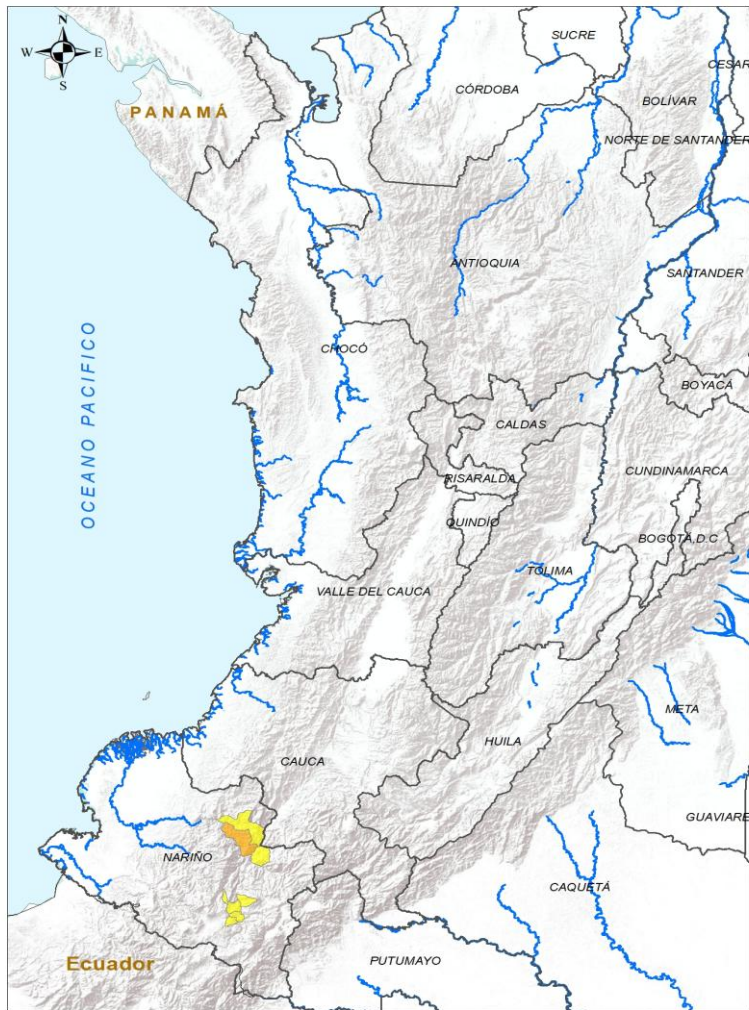 N
W E
S
SUCRE
CESAR
CÓRDOBA
BOLÍVAR
PANAMÁ
NORTE DE SANTANDER
ANTIOQUIA
SANTANDER
CHOCÓ
BOYACÁ
OCEANO PACIFICO
CALDAS
CUNDINAMARCA
RISARALDA
QUINDÍO
BOGOTÁ,D.C
TOLIMA
VALLE DEL CAUCA
META
HUILA
CAUCA
GUAVIARE
NARIÑO
CAQUETÁ
PUTUMAYO
Ecuador